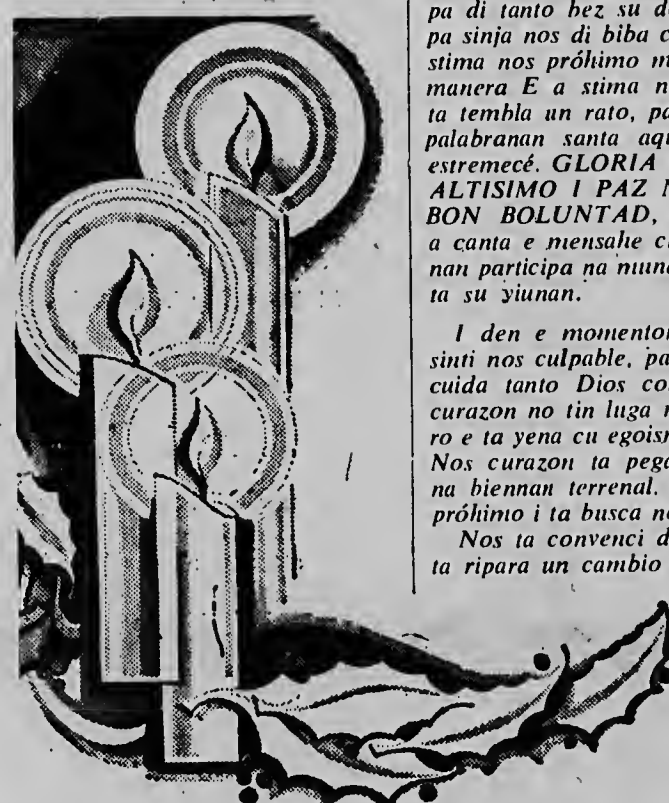 pa di tanto bez su d
pa sinja nos di biba c
stima nos próhimo m
manera E a stima n
ta tembla un rato, pa
palabranan santa aq
estremecé. GLORIA
ALTISIMO I PAZ
BON BOLUNTAD,
a canta e mensahe c
nan participa na mun
ta su yiunan.
I den e momento
sinti nos culpable, pa
cuida tanto Dios co
curazon no tin luga
ro e ta yena cu egois
Nos curazon ta peg
na biennan terrenal.
próhimo i ta busca n
Nos ta convenci d
ta ripara un cambio